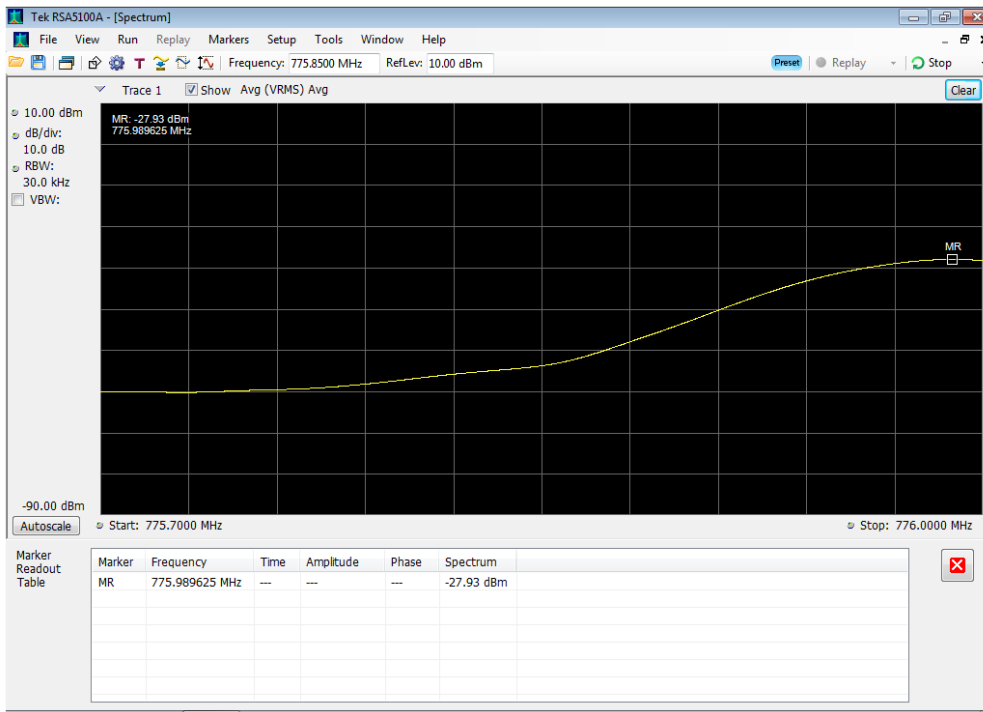 Tek RSA5100A - [Spectrum]
File View Run Replay Markers Setup Tools Window Help
T Frequency: 775.8500 MHz RefLev: 10.00 dBm Preset Replay Stop
Trace 1 Show Avg (VRMS) Avg Clear
10.00 dBm
dB/div:
10.0 dB
RBW:
30.0 kHz
VBW:
MR: -27.93 dBm
775.989625 MHz
MR
-90.00 dBm
Autoscale Start: 775.7000 MHz Stop: 776.0000 MHz
Marker
Readout
Table
Marker Frequency Time Amplitude Phase Spectrum
MR 775.989625 MHz --- --- --- -27.93 dBm